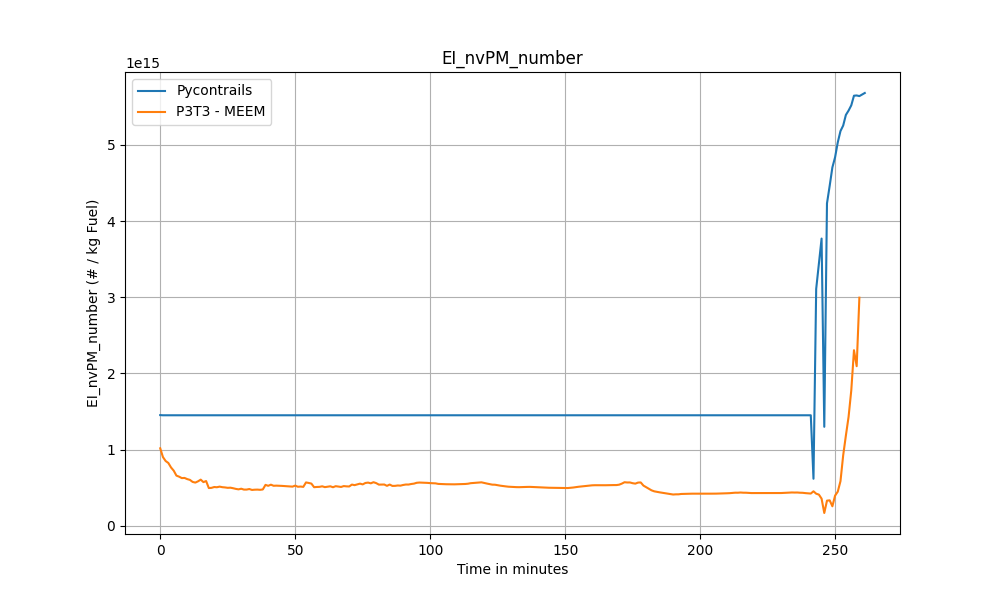 EI_nvPM_number
1e15
Pycontrails
P3T3 - MEEM
EI_nvPM_number (# / kg Fuel)
5
4
3
2
1
0
0 50 100 150 200 250
Time in minutes